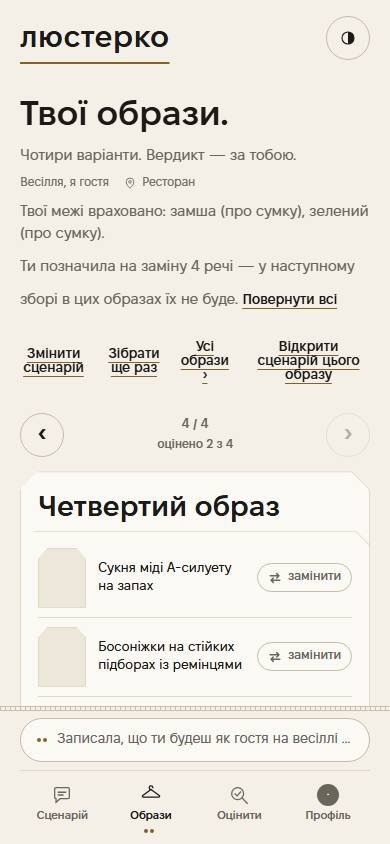 люстерко
Твої образи.
Чотири варіанти. Вердикт — за тобою.
Весілля, я гостя Ресторан
Твої межі враховано: замша (про сумку), зелений
(про сумку).
Ти позначила на заміну 4 речі — у наступному
зборі в цих образах їх не буде. Повернути всі
Змінити
сценарій
Зібрати
ще раз
Усі
образи
›
Відкрити
сценарій цього
образу
‹
4 / 4
оцінено 2 з 4
›
Четвертий образ
Сукня міді А-силуету
на запах
замінити
Босоніжки на стійких
підборах із ремінцями
замінити
Записала, що ти будеш як гостя на весіллі ...
Сценарій Образи Оцінити Профіль